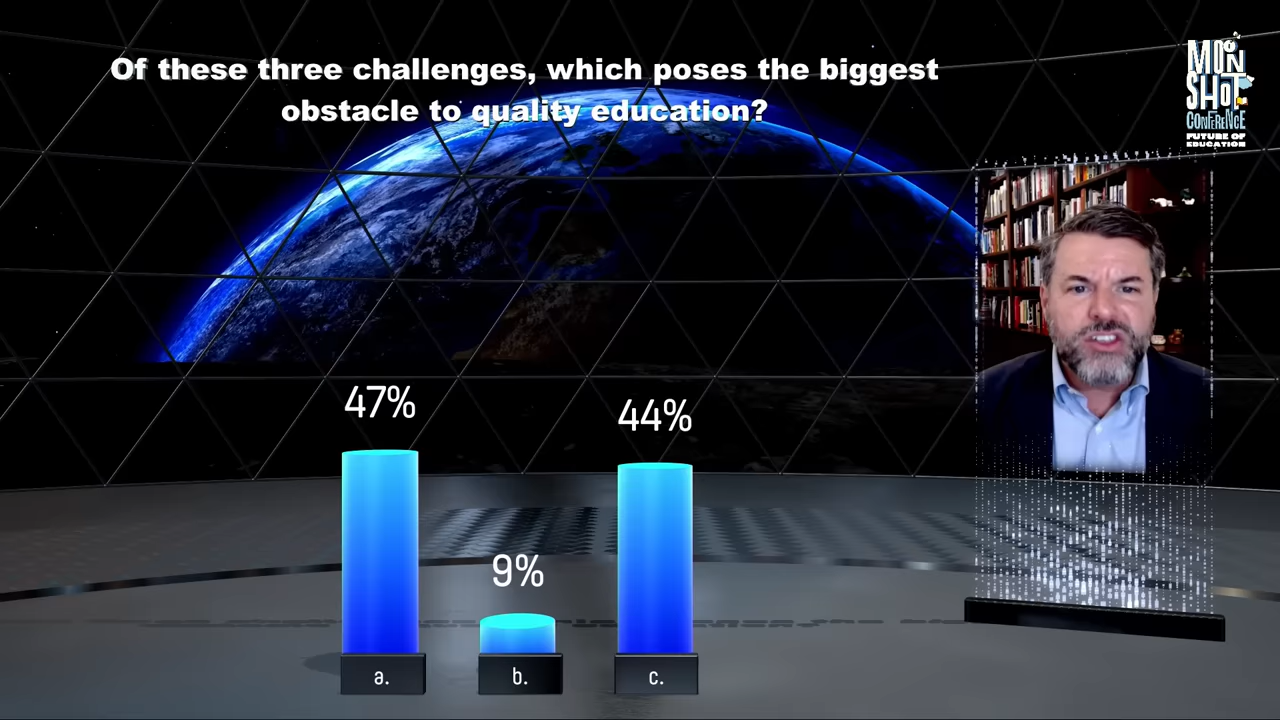 Of these three challenges, which poses the biggest
obstacle to quality education?
MOON
SHOT
CONFERENCE
FUTURE OF
EDUCATION
47%
9%
44%
a.
b.
c.